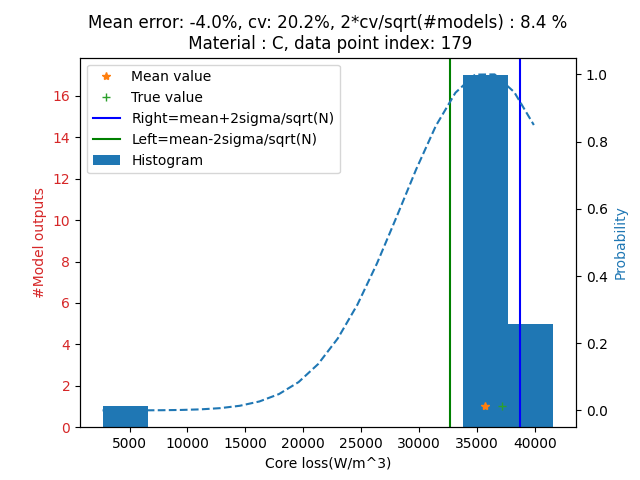 Mean error: -4.0%, cv: 20.2%, 2*cv/sqrt(#models) : 8.4 %
Material : C, data point index: 179
Mean value
True value
Right=mean+2sigma/sqrt(N)
Left=mean-2sigma/sqrt(N)
Histogram
#Model outputs
16
14
12
10
8
6
4
2
0
1.0
0.8
0.6
0.4
0.2
0.0
Probability
5000 10000 15000 20000 25000 30000 35000 40000
Core loss(W/m^3)